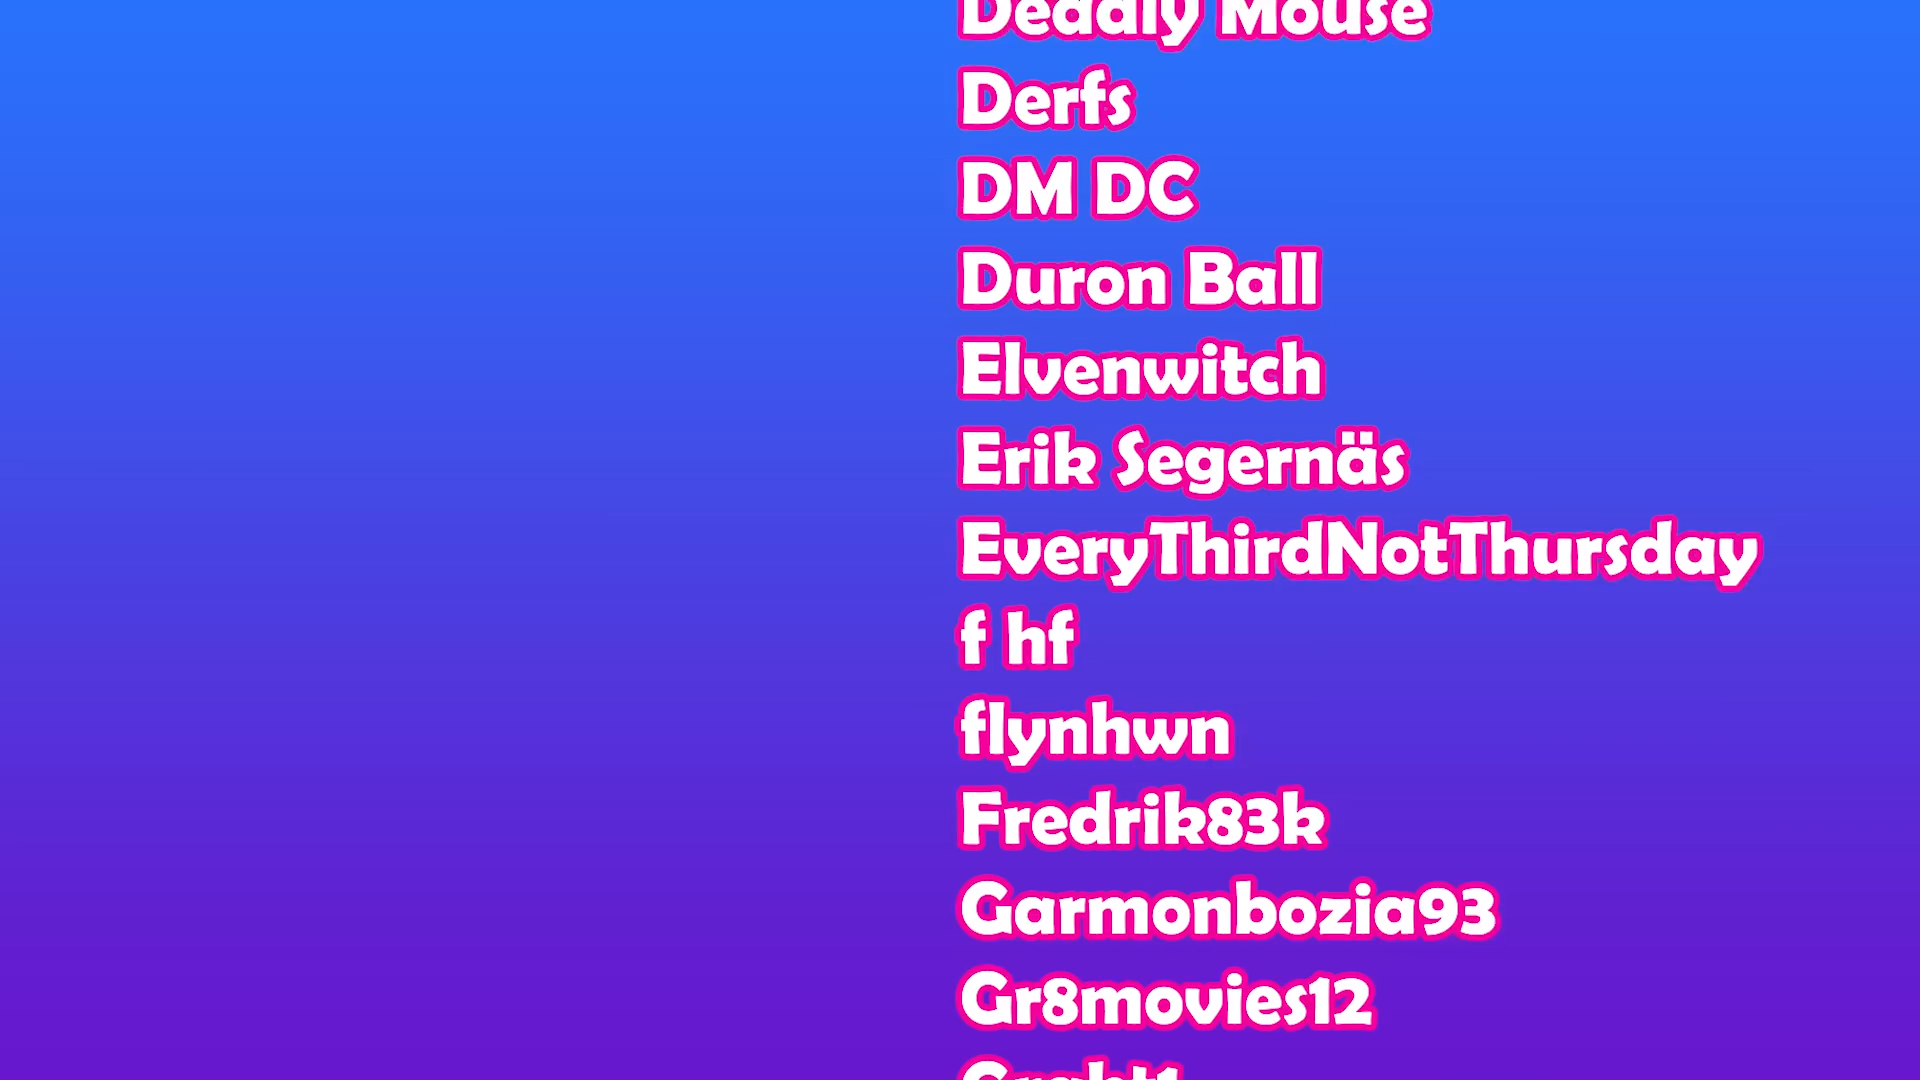 Deadly Mouse
Derfs
DM DC
Duron Ball
Elvenwitch
Erik Segernäs
EveryThirdNotThursday
f hf
flynhwn
Fredrik83k
Garmonbozia93
Gr8movies12